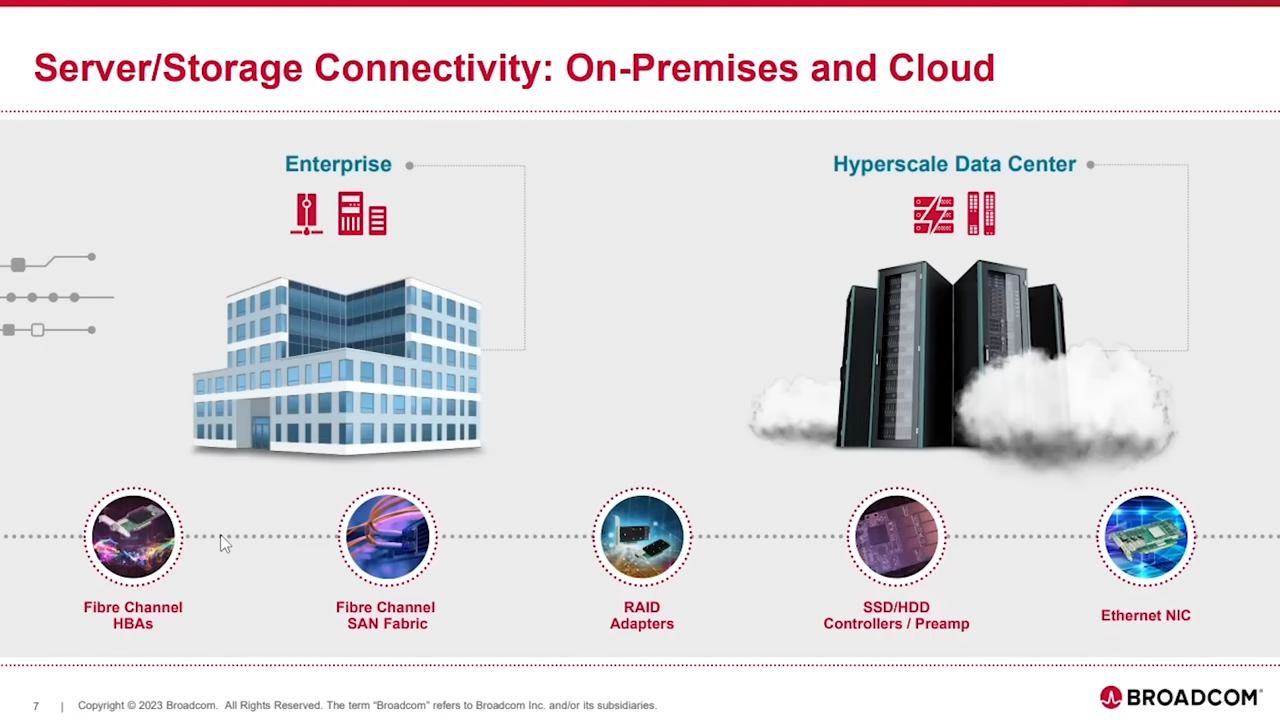 Server/Storage Connectivity: On-Premises and Cloud
Enterprise
Hyperscale Data Center
Fibre Channel
HBAs
Fibre Channel
SAN Fabric
RAID
Adapters
SSD/HDD
Controllers / Preamp
Ethernet NIC
7 | Copyright © 2023 Broadcom. All Rights Reserved. The term “Broadcom” refers to Broadcom Inc. and/or its subsidiaries.
BROADCOM®